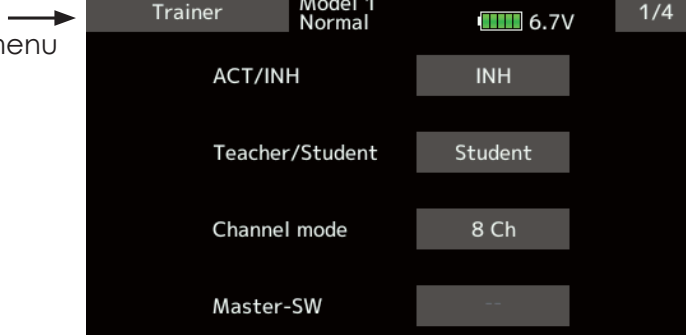 Trainer
Model 1
Normal
6.7V
1/4
menu
ACT/INH
INH
Teacher/Student
Student
Channel mode
8 Ch
Master-SW
--